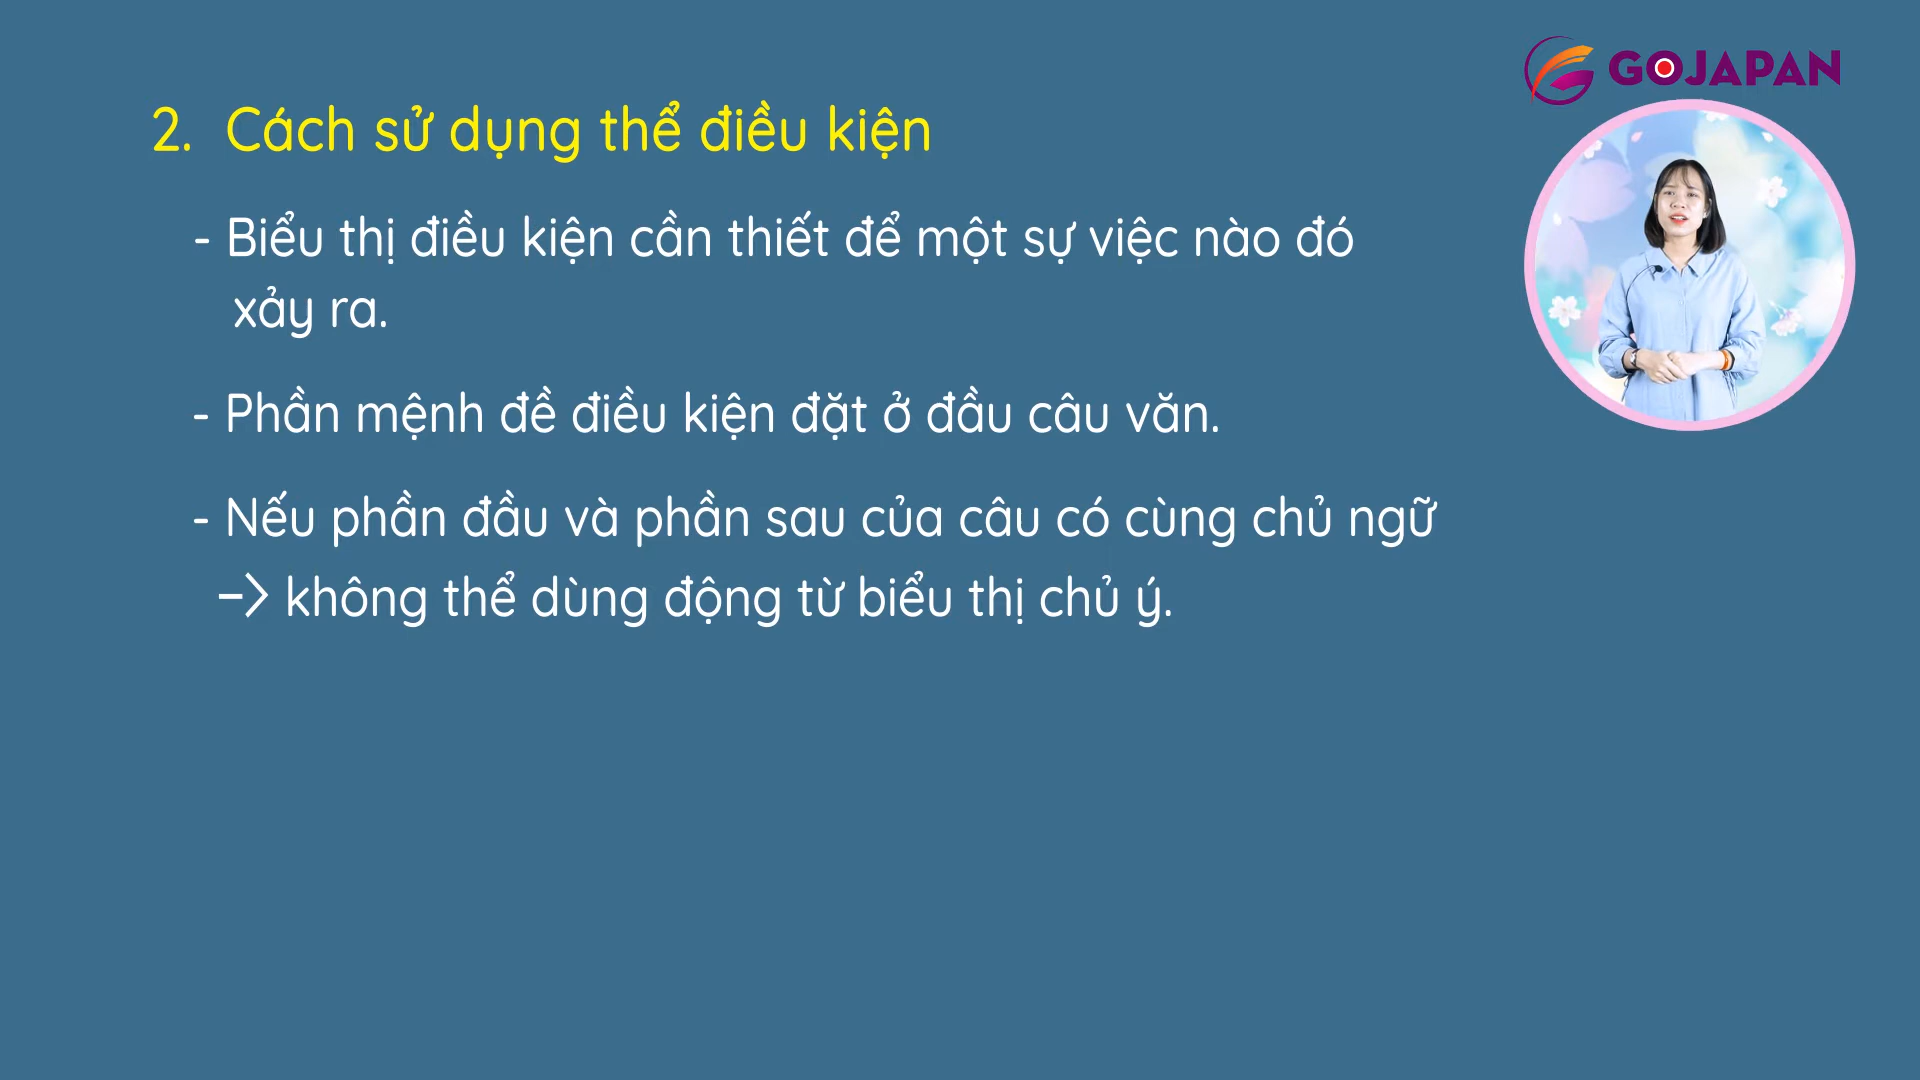 GOJAPAN
2. Cách sử dụng thể điều kiện
- Biểu thị điều kiện cần thiết để một sự việc nào đó
xảy ra.
- Phần mệnh đề điều kiện đặt ở đầu câu văn.
- Nếu phần đầu và phần sau của câu có cùng chủ ngữ
-> không thể dùng động từ biểu thị chủ ý.